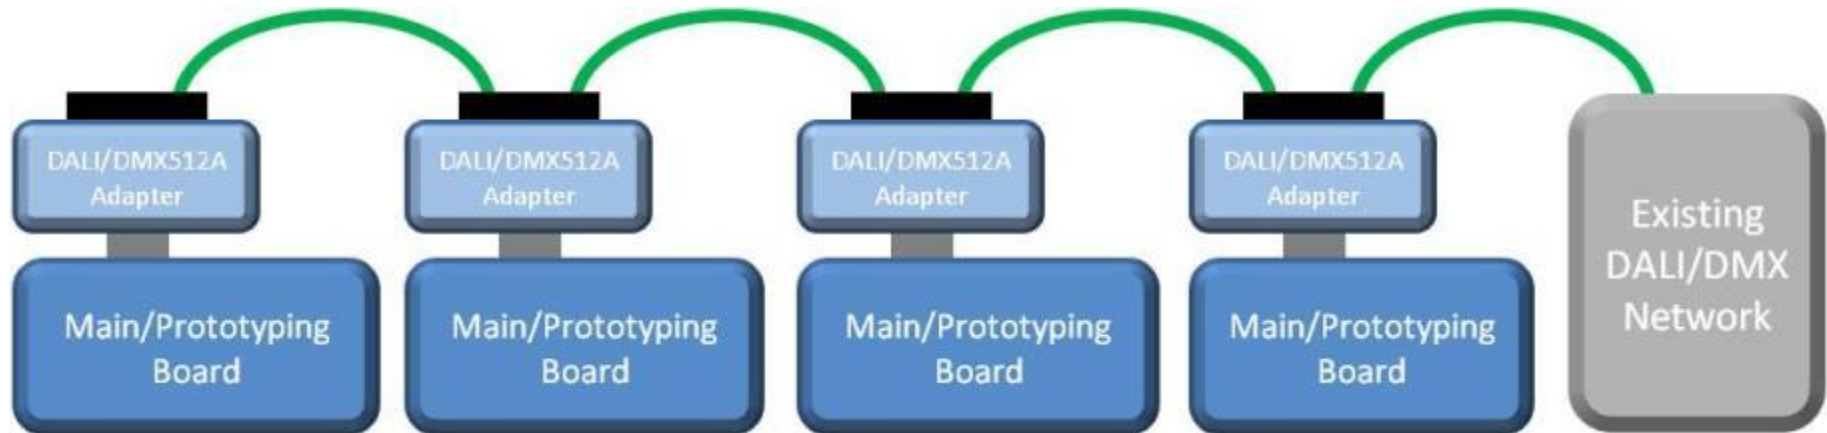 DALI/DMX512A
Adapter
DALI/DMX512A
Adapter
DALI/DMX512A
Adapter
DALI/DMX512A
Adapter
Main/Prototyping
Board
Main/Prototyping
Board
Main/Prototyping
Board
Main/Prototyping
Board
Existing
DALI/DMX
Network